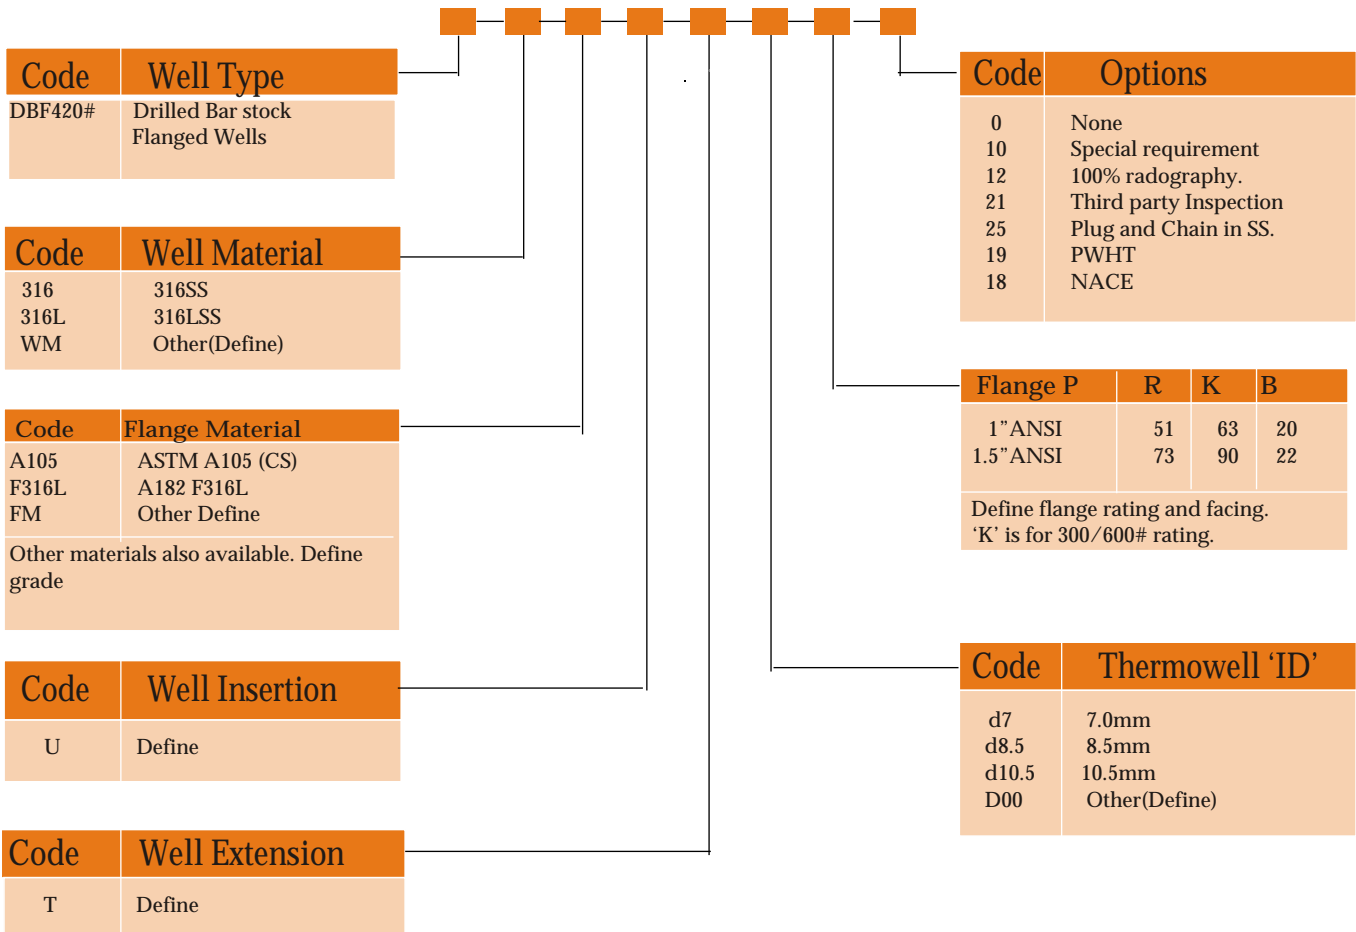 Code Well Type
DBF420# Drilled Bar stock
Flanged Wells
Code Well Material
316 316SS
316L 316LSS
WM Other(Define)
Code Flange Material
A105 ASTM A105 (CS)
F316L A182 F316L
FM Other Define
Other materials also available. Define
grade
Code Well Insertion
U Define
Code Well Extension
T Define
Code Options
0 None
10 Special requirement
12 100% radography.
21 Third party Inspection
25 Plug and Chain in SS.
19 PWHT
18 NACE
Flange P R K B
1”ANSI 51 63 20
1.5”ANSI 73 90 22
Define flange rating and facing.
‘K’ is for 300/600# rating.
Code Thermowell ‘ID’
d7 7.0mm
d8.5 8.5mm
d10.5 10.5mm
D00 Other(Define)